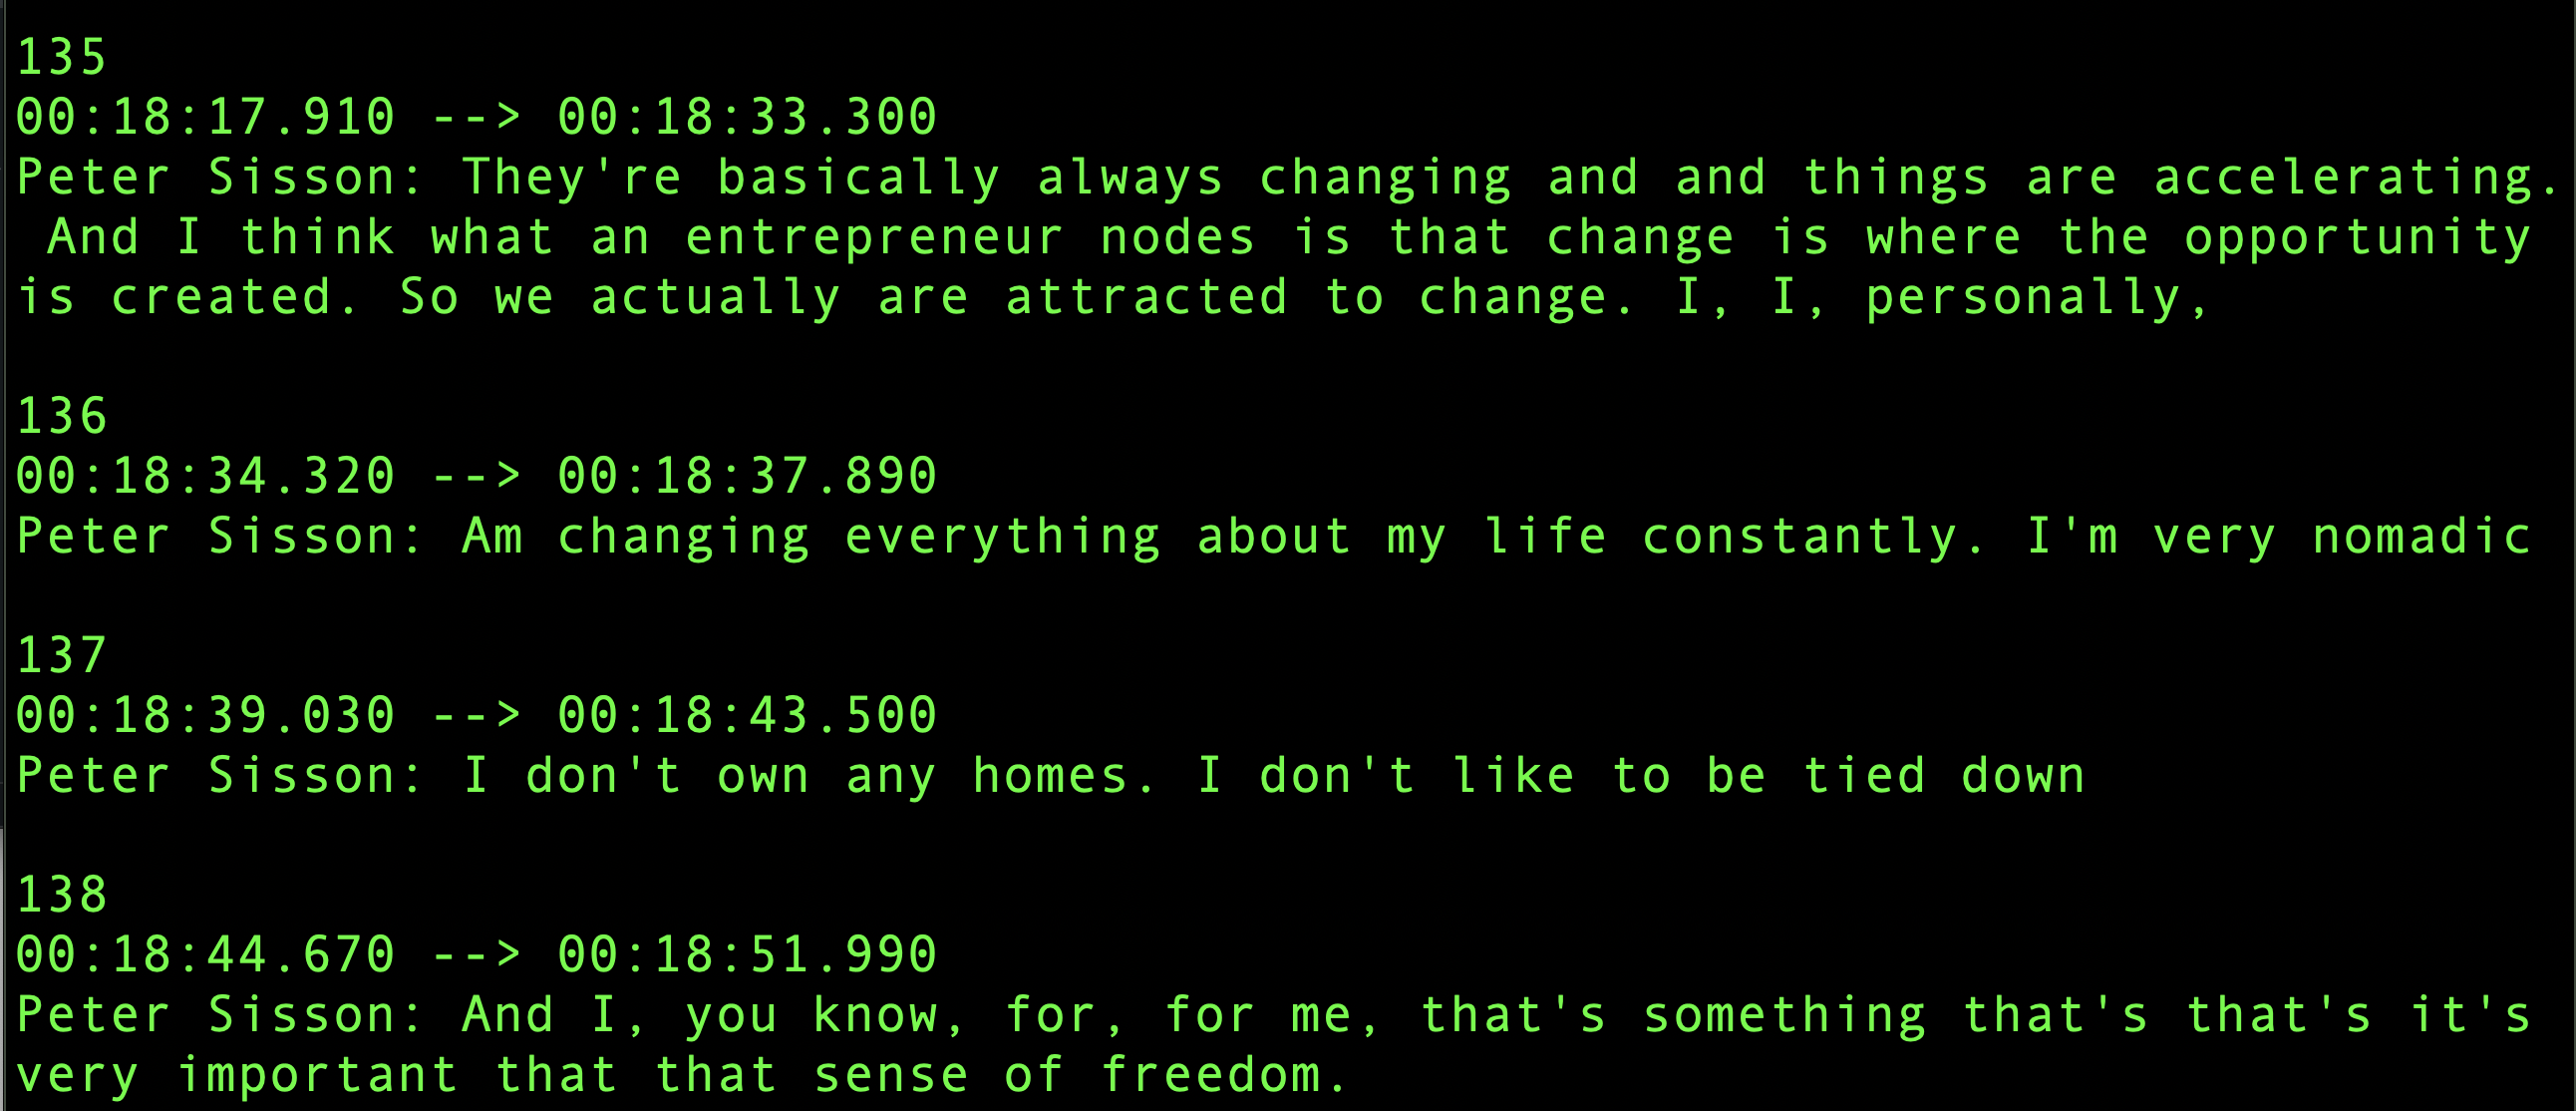 135
00:18:17.910 --> 00:18:33.300
Peter Sisson: They're basically always changing and and things are accelerating.
And I think what an entrepreneur nodes is that change is where the opportunity
is created. So we actually are attracted to change. I, I, personally,
136
00:18:34.320 --> 00:18:37.890
Peter Sisson: Am changing everything about my life constantly. I'm very nomadic
137
00:18:39.030 --> 00:18:43.500
Peter Sisson: I don't own any homes. I don't like to be tied down
138
00:18:44.670 --> 00:18:51.990
Peter Sisson: And I, you know, for, for me, that's something that's that's it's
very important that that sense of freedom.